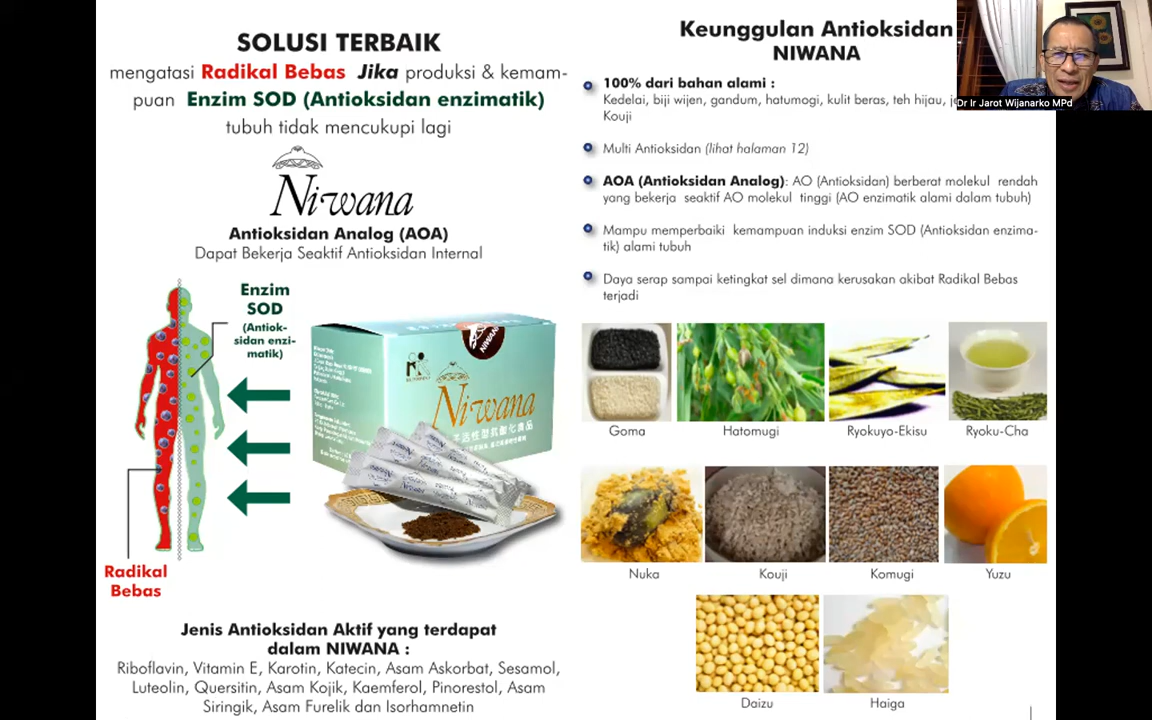 SOLUSI TERBAIK
mengatasi Radikal Bebas Jika produksi & kemam-
puan Enzim SOD (Antioksidan enzimatik)
tubuh tidak mencukupi lagi
Niwana
Antioksidan Analog (AOA)
Dapat Bekerja Seaktif Antioksidan Internal
Enzim
SOD
(Antiok-
sidan enzi-
matik)
NIWANA
Niwana
Radikal
Bebas
Jenis Antioksidan Aktif yang terdapat
dalam NIWANA :
Riboflavin, Vitamin E, Karotin, Katecin, Asam Askorbat, Sesamol,
Luteolin, Quersitin, Asam Kojik, Kaemferol, Pinorestol, Asam
Siringik, Asam Furelik dan Isorhamnetin
Keunggulan Antioksidan
NIWANA
100% dari bahan alami :
Kedelai, biji wijen, gandum, hatumogi, kulit beras, teh hijau,
Kouji
Multi Antioksidan (lihat halaman 12)
AOA (Antioksidan Analog): AO (Antioksidan) berberat molekul rendah
yang bekerja seaktif AO molekul tinggi (AO enzimatik alami dalam tubuh)
Mampu memperbaiki kemampuan induksi enzim SOD (Antioksidan enzima-
tik) alami tubuh
Daya serap sampai ketingkat sel dimana kerusakan akibat Radikal Bebas
terjadi
Goma
Hatomugi
Ryokuyo-Ekisu
Ryoku-Cha
Nuka
Kouji
Komugi
Yuzu
Daizu
Haiga
Dr Ir Jarot Wijanarko MPd